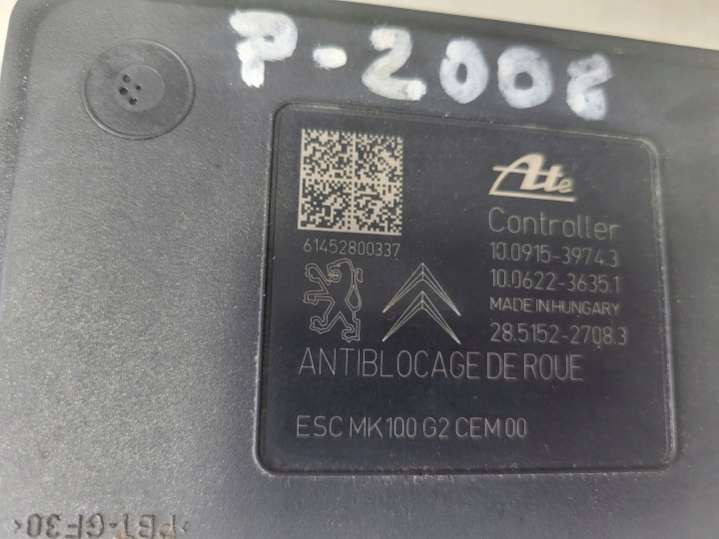 P-2008
Ate
61452800337
Controller
10.0915-3974.3
10.0622-3635.1
MADE IN HUNGARY
28.5152-2708.3
ANTIBLOCAGE DE ROUE
ESC MK100 G2 CEM 00
>PBT-GF30<